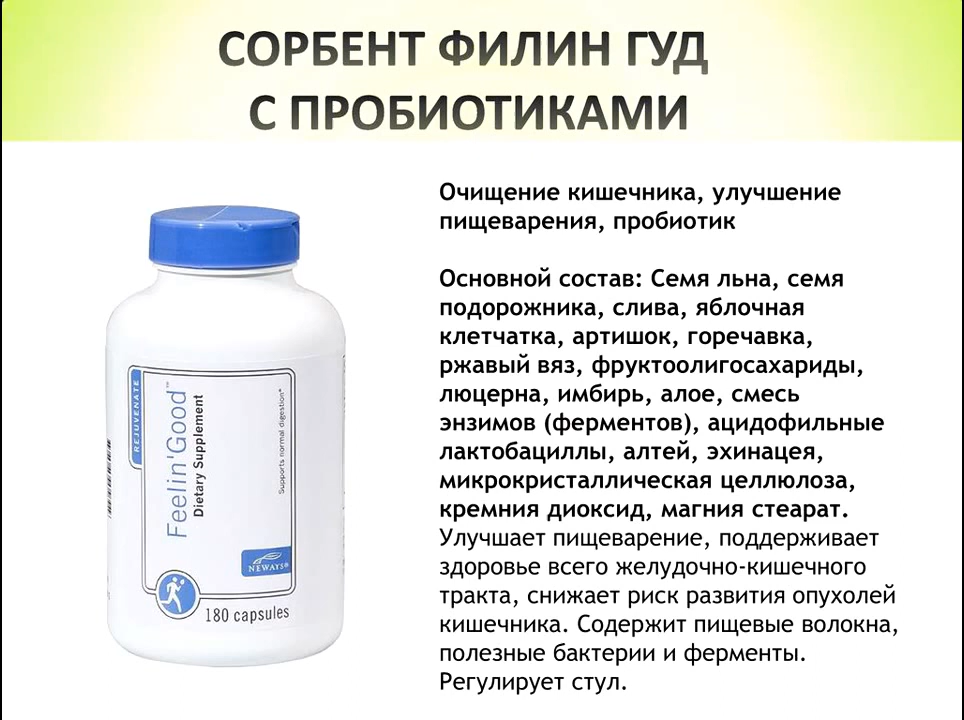 СОРБЕНТ ФИЛИН ГУД
С ПРОБИОТИКАМИ
Очищение кишечника, улучшение
пищеварения, пробиотик
Основной состав: Семя льна, семя
подорожника, слива, яблочная
клетчатка, артишок, горечавка,
ржавый вяз, фруктоолигосахариды,
люцерна, имбирь, алое, смесь
энзимов (ферментов), ацидофильные
лактобациллы, алтей, эхинацея,
микрокристаллическая целлюлоза,
кремния диоксид, магния стеарат.
Улучшает пищеварение, поддерживает
здоровье всего желудочно-кишечного
тракта, снижает риск развития опухолей
кишечника. Содержит пищевые волокна,
полезные бактерии и ферменты.
Регулирует стул.
REJUVENATE
Feelin'Good™
Dietary Supplement
Supports normal digestion*
NEWAYS®
180 capsules